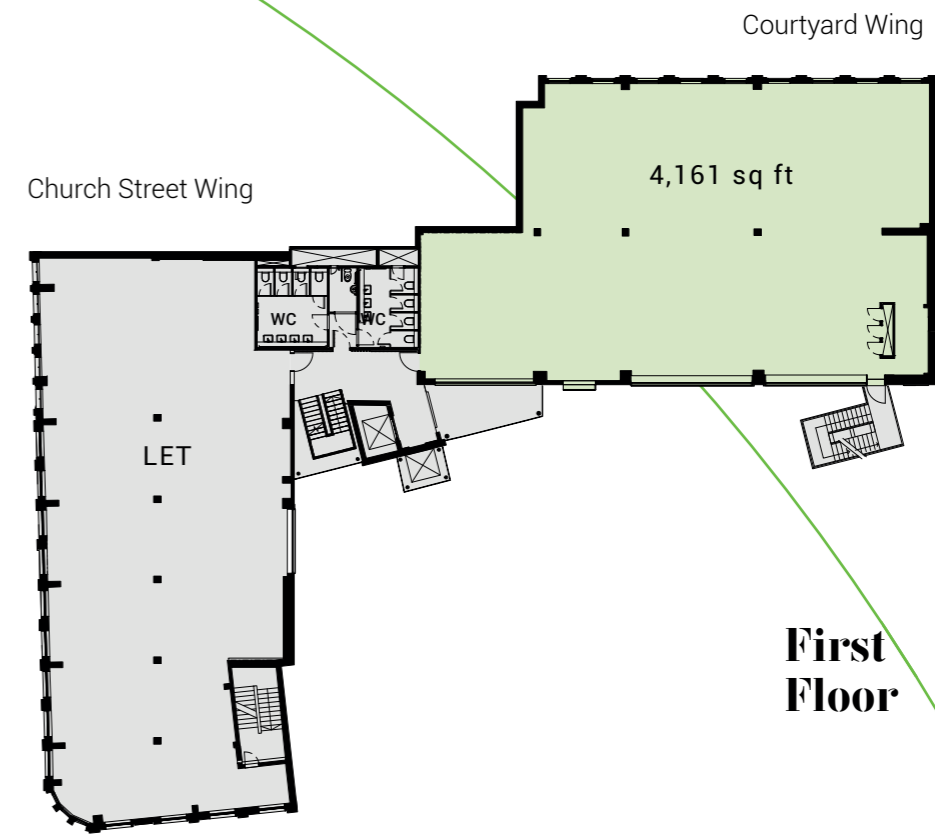 Courtyard Wing
4,161 sq ft
Church Street Wing
WC
WC
LET
First
Floor